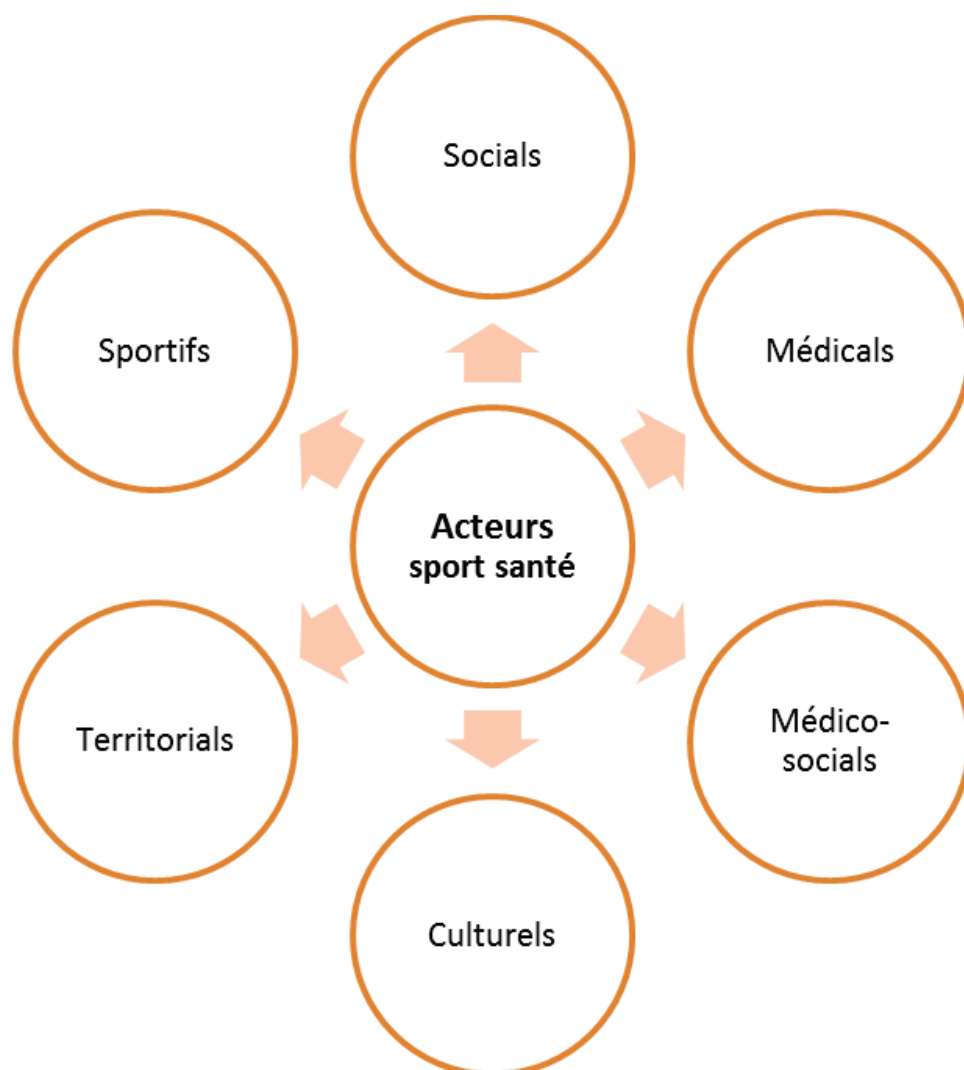 Socials
Sportifs
Médicals
Acteurs
sport santé
Territorials
Médico-
socials
Culturels